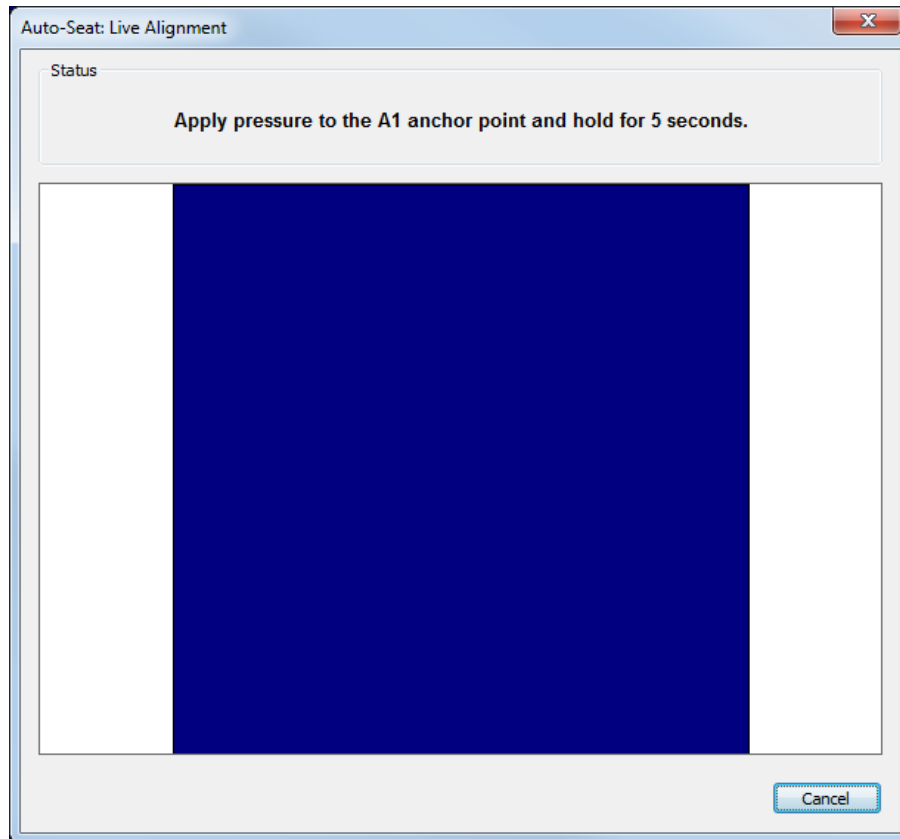 Auto-Seat: Live Alignment
Status
Apply pressure to the A1 anchor point and hold for 5 seconds.
Cancel